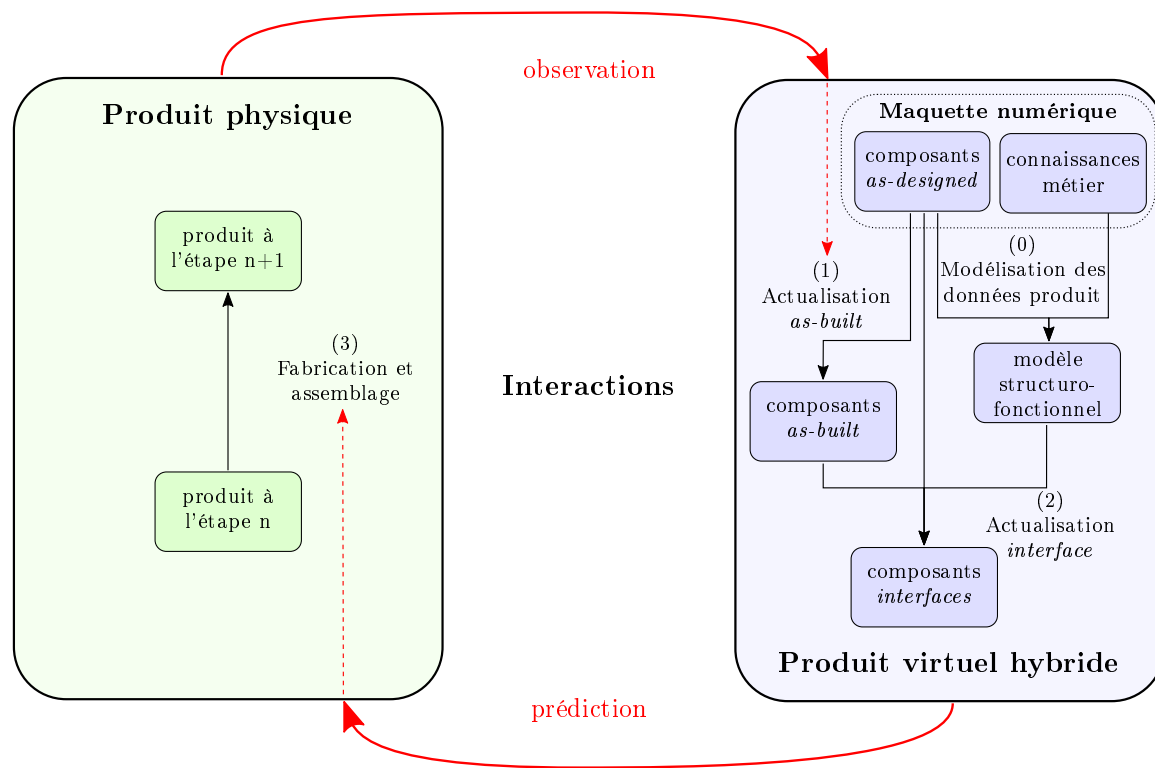 observation
Produit physique
produit à
l'étape n+1
(3)
Fabrication et
assemblage
produit à
l'étape n
Interactions
Maquette numérique
composants
as-designed
connaissances
métier
(0)
Modélisation des
données produit
(1)
Actualisation
as-built
modèle
structuro-
fonctionnel
composants
as-built
(2)
Actualisation
interface
composants
interfaces
Produit virtuel hybride
prédiction